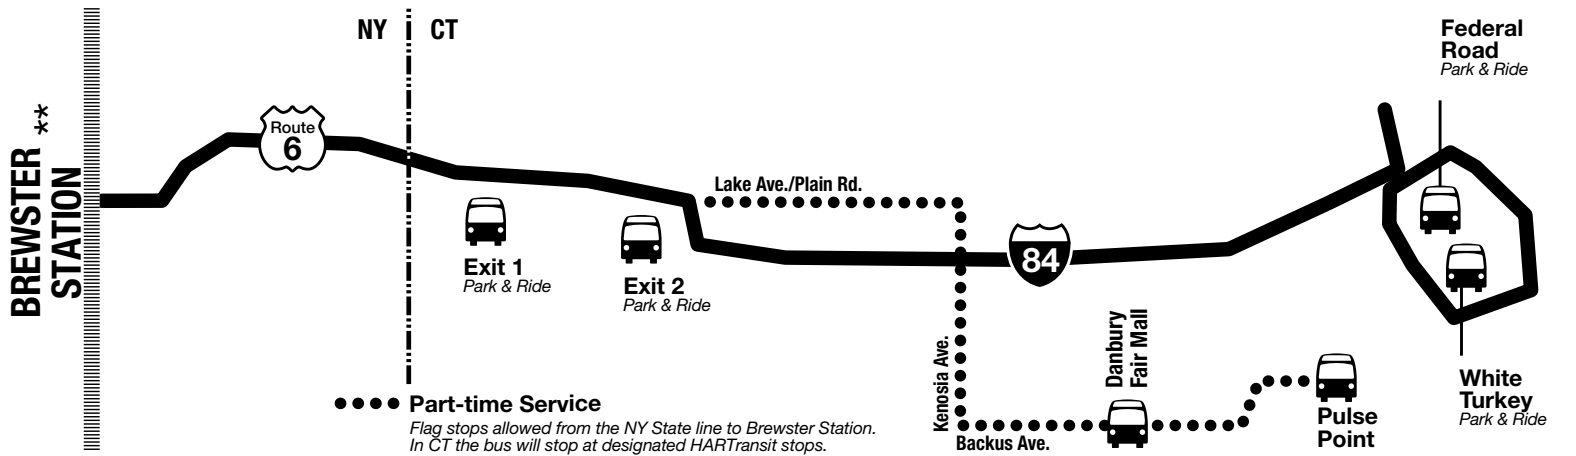 BREWSTER **
STATION
Route
6
NY
CT
Exit 1
Park & Ride
Exit 2
Park & Ride
Lake Ave./Plain Rd.
84
Federal
Road
Park & Ride
White
Turkey
Park & Ride
Kenosia Ave.
Danbury
Fair Mall
Backus Ave.
Pulse
Point
Part-time Service
Flag stops allowed from the NY State line to Brewster Station.
In CT the bus will stop at designated HARTransit stops.